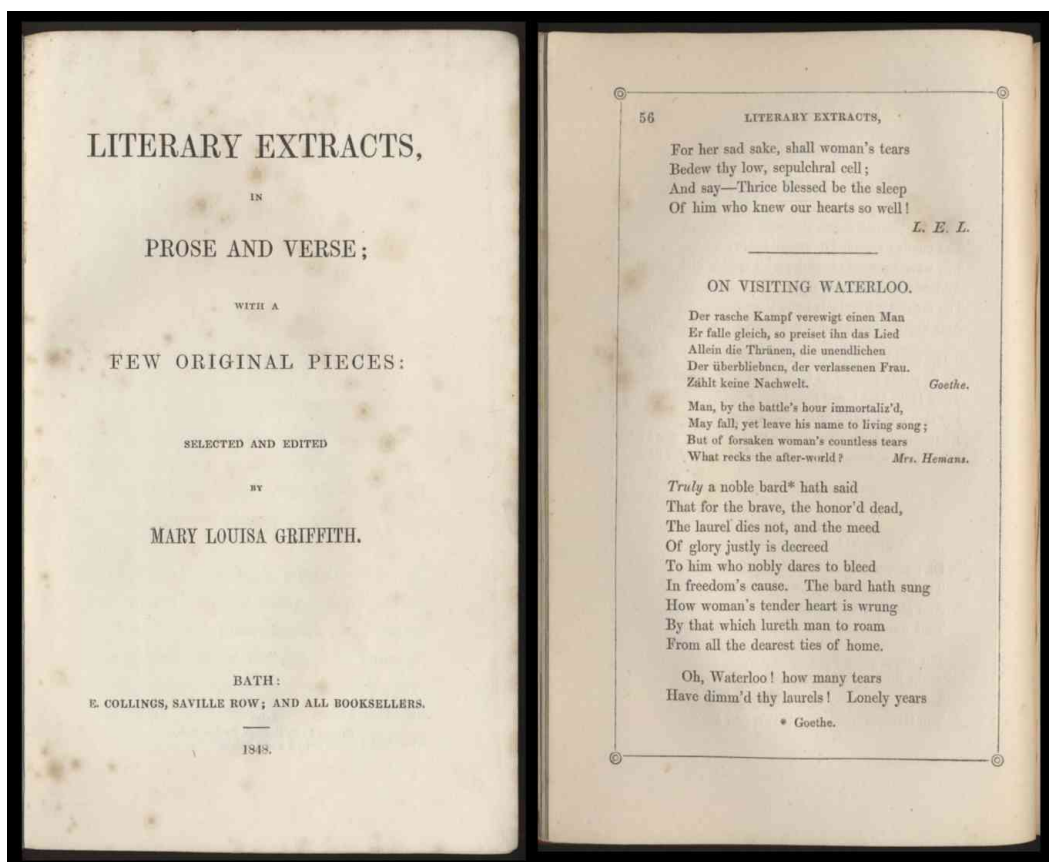 LITERARY EXTRACTS,
IN
PROSE AND VERSE;
WITH A
FEW ORIGINAL PIECES:
SELECTED AND EDITED
BY
MARY LOUISA GRIFFITH.
BATH:
E. COLLINGS, SAVILLE ROW; AND ALL BOOKSELLERS.
1848.
56 LITERARY EXTRACTS,
For her sad sake, shall woman's tears
Bedew thy low, sepulchral cell;
And say—Thrice blessed be the sleep
Of him who knew our hearts so well!
L. E. L.
ON VISITING WATERLOO.
Der rasche Kampf verewigt einen Man
Er falle gleich, so preiset ihn das Lied
Allein die Thränen, die unendlichen
Der überbliebnen, der verlassenen Frau.
Zählt keine Nachwelt. Goethe.
Man, by the battle's hour immortaliz'd,
May fall, yet leave his name to living song;
But of forsaken woman's countless tears
What recks the after-world? Mrs. Hemans.
Truly a noble bard* hath said
That for the brave, the honor'd dead,
The laurel dies not, and the meed
Of glory justly is decreed
To him who nobly dares to bleed
In freedom's cause. The bard hath sung
How woman's tender heart is wrung
By that which lureth man to roam
From all the dearest ties of home.
Oh, Waterloo! how many tears
Have dimm'd thy laurels! Lonely years
* Goethe.